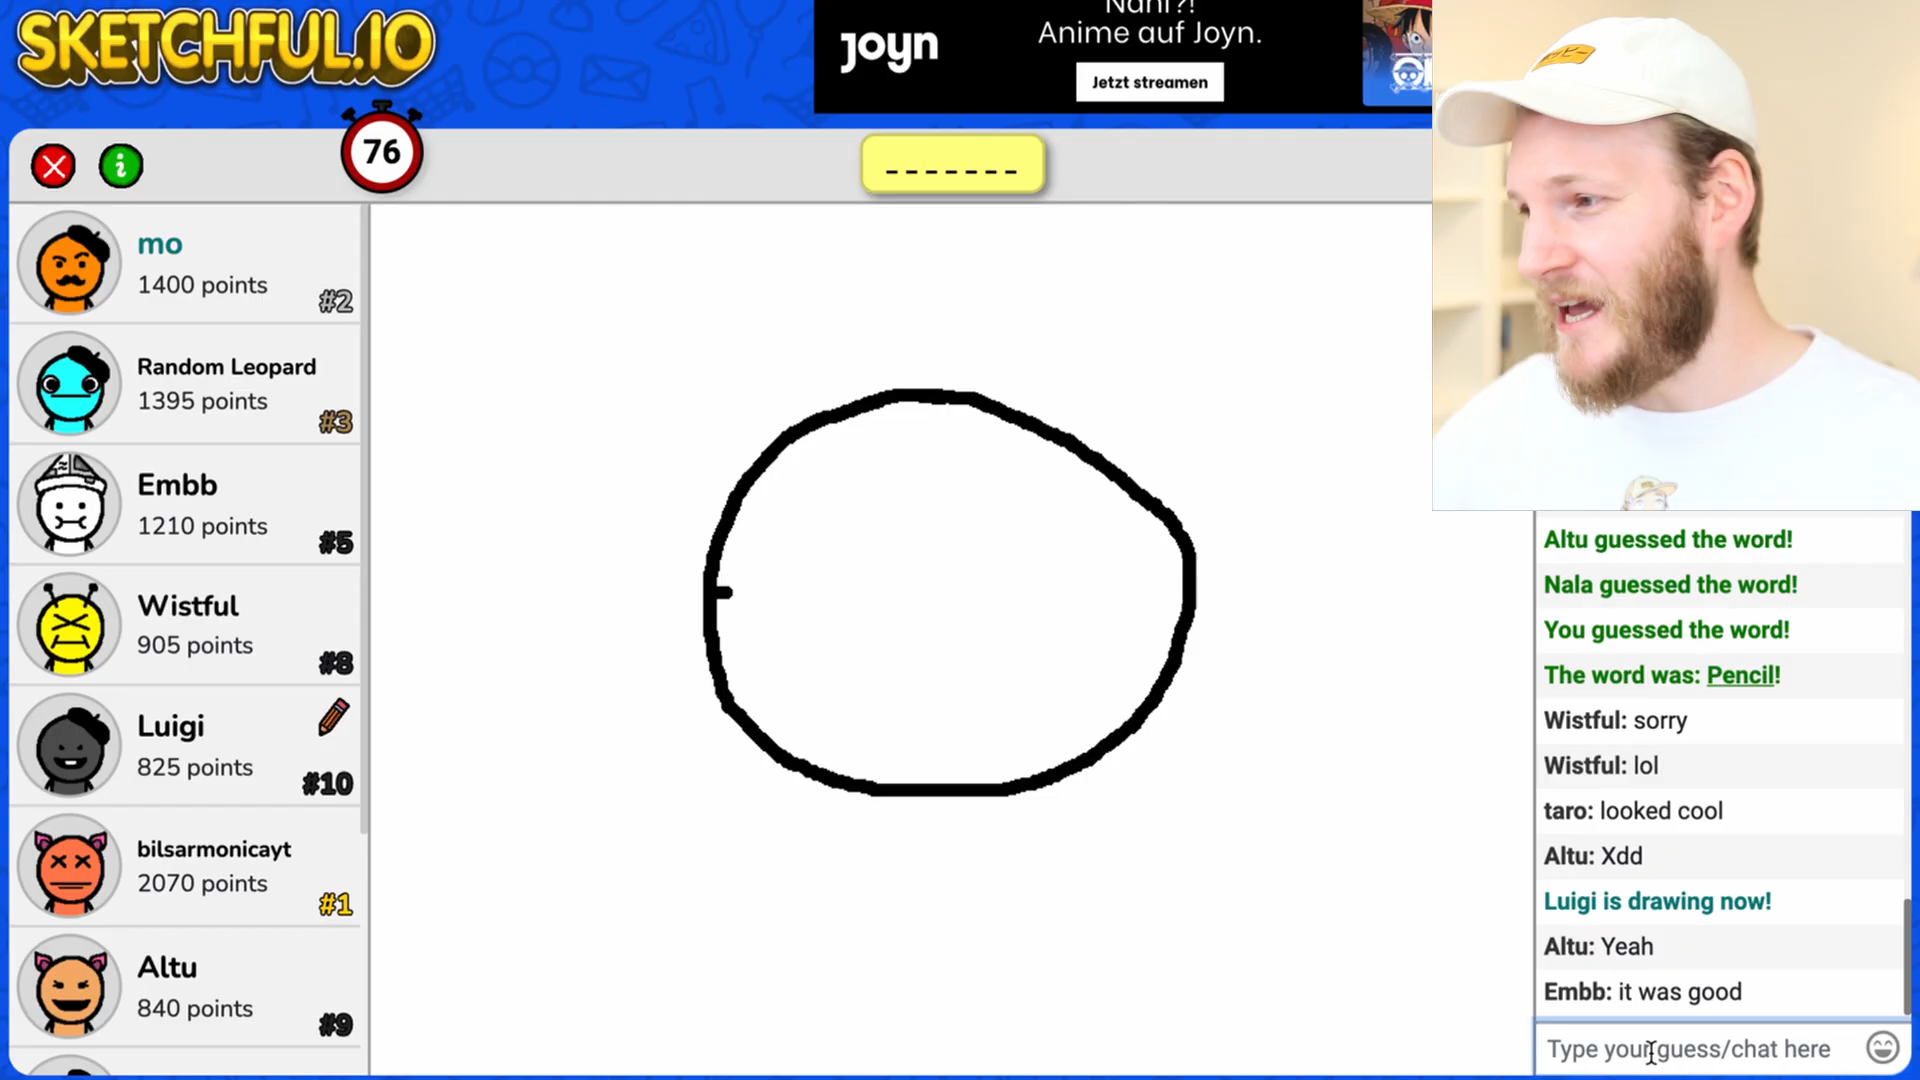 SKETCHFUL.IO
joyn
Nani?!
Anime auf Joyn.
Jetzt streamen
76
_ _ _ _ _ _ _
mo
1400 points
#2
Random Leopard
1395 points
#3
Embb
1210 points
#5
Wistful
905 points
#8
Luigi
825 points
#10
bilsarmonicayt
2070 points
#1
Altu
840 points
#9
Altu guessed the word!
Nala guessed the word!
You guessed the word!
The word was: Pencil!
Wistful: sorry
Wistful: lol
taro: looked cool
Altu: Xdd
Luigi is drawing now!
Altu: Yeah
Embb: it was good
Type your guess/chat here